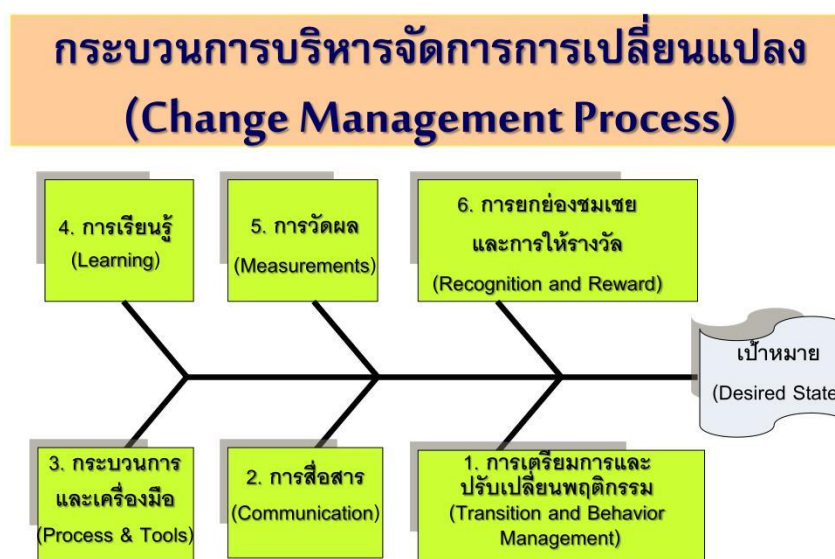 กระบวนการบริหารจัดการการเปลี่ยนแปลง
(Change Management Process)
4. การเรียนรู้
(Learning)
5. การวัดผล
(Measurements)
6. การยกย่องชมเชย
และการให้รางวัล
(Recognition and Reward)
เป้าหมาย
(Desired State
3. กระบวนการ
และเครื่องมือ
(Process & Tools)
2. การสื่อสาร
(Communication)
1. การเตรียมการและ
ปรับเปลี่ยนพฤติกรรม
(Transition and Behavior
Management)